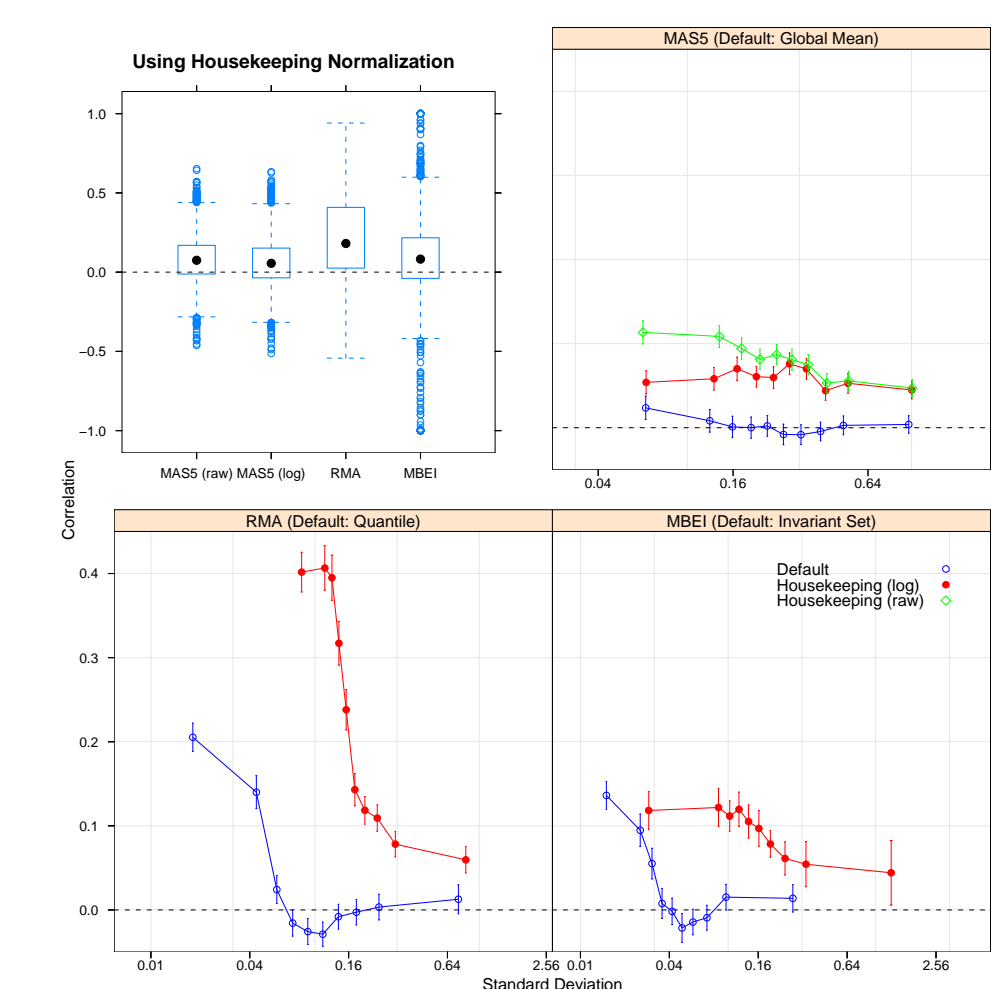 MAS5 (Default: Global Mean)
Using Housekeeping Normalization
1.0
0.5
0.0
−0.5
−1.0
MAS5 (raw) MAS5 (log) RMA MBEI
0.04 0.16 0.64
Correlation
RMA (Default: Quantile) MBEI (Default: Invariant Set)
Default
Housekeeping (log)
Housekeeping (raw)
0.4
0.3
0.2
0.1
0.0
0.01 0.04 0.16 0.64 2.56 0.01 0.04 0.16 0.64 2.56
Standard Deviation